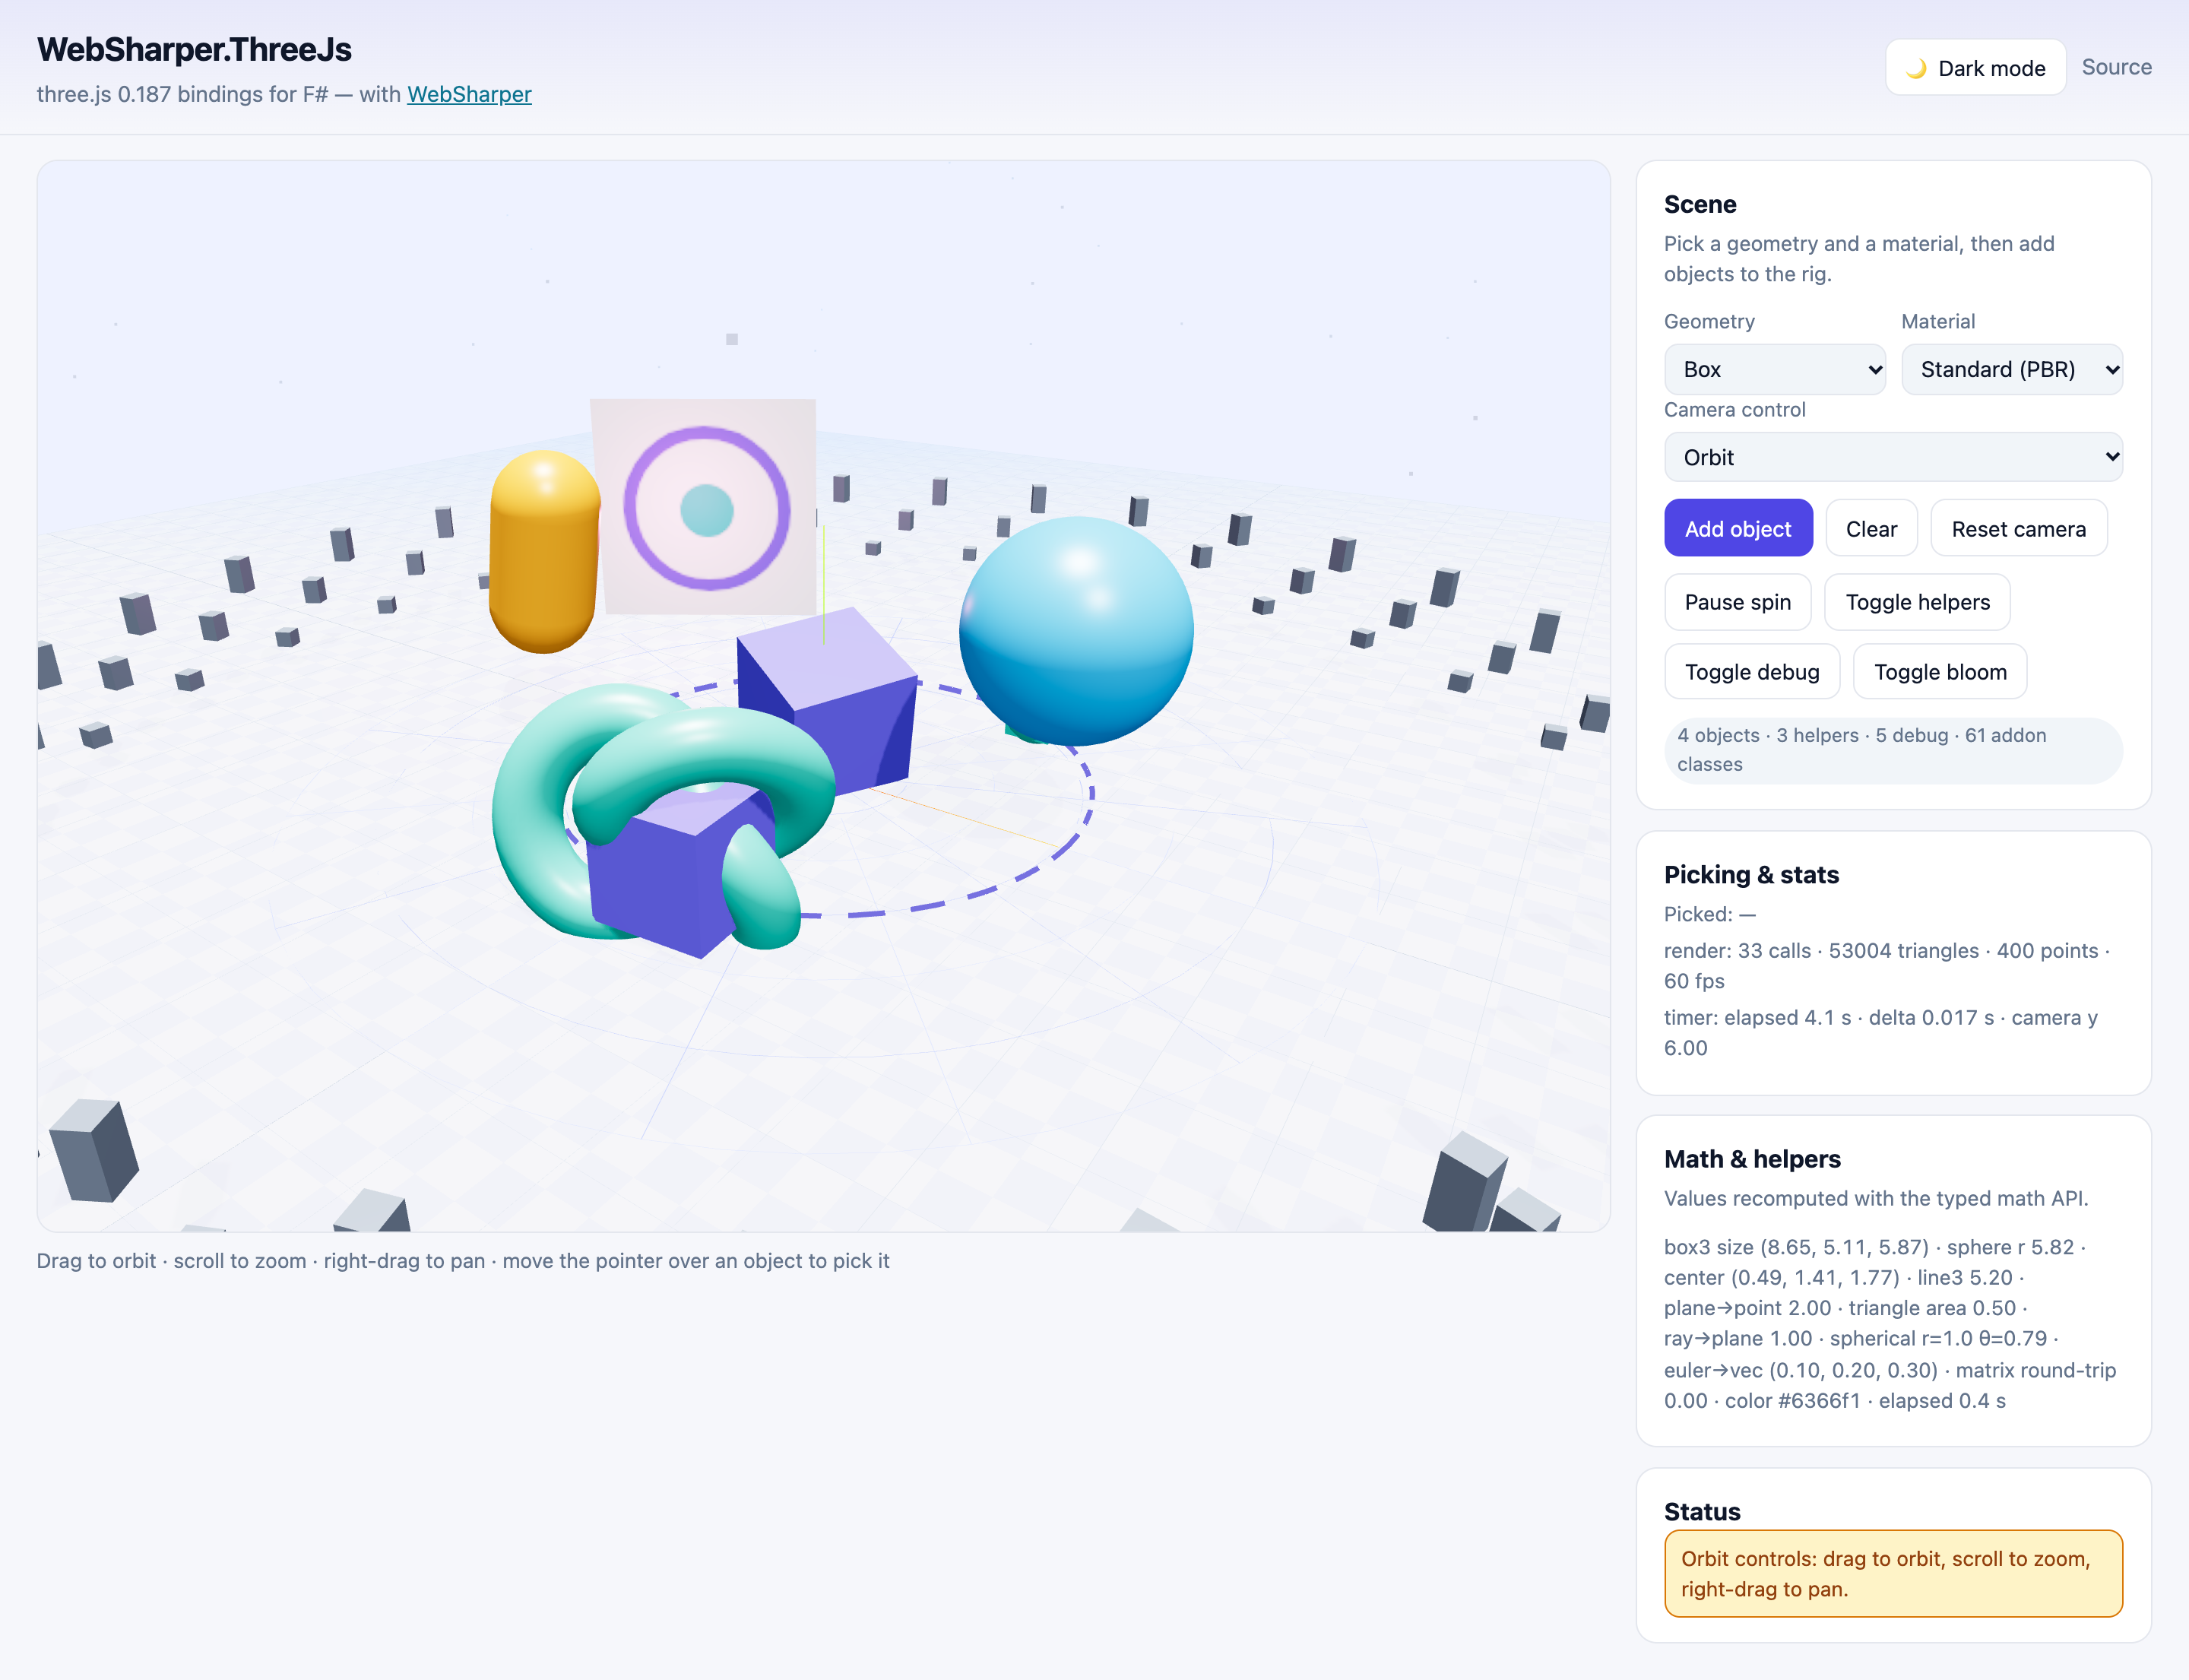 WebSharper.ThreeJs
three.js 0.187 bindings for F# — with WebSharper
🌙 Dark mode
Source
Drag to orbit · scroll to zoom · right-drag to pan · move the pointer over an object to pick it
Scene
Pick a geometry and a material, then add
objects to the rig.
Geometry
Material
Box
Standard (PBR)
Camera control
Orbit
Add object
Clear
Reset camera
Pause spin
Toggle helpers
Toggle debug
Toggle bloom
4 objects · 3 helpers · 5 debug · 61 addon
classes
Picking & stats
Picked: —
render: 33 calls · 53004 triangles · 400 points ·
60 fps
timer: elapsed 4.1 s · delta 0.017 s · camera y
6.00
Math & helpers
Values recomputed with the typed math API.
box3 size (8.65, 5.11, 5.87) · sphere r 5.82 ·
center (0.49, 1.41, 1.77) · line3 5.20 ·
plane→point 2.00 · triangle area 0.50 ·
ray→plane 1.00 · spherical r=1.0 θ=0.79 ·
euler→vec (0.10, 0.20, 0.30) · matrix round-trip
0.00 · color #6366f1 · elapsed 0.4 s
Status
Orbit controls: drag to orbit, scroll to zoom,
right-drag to pan.